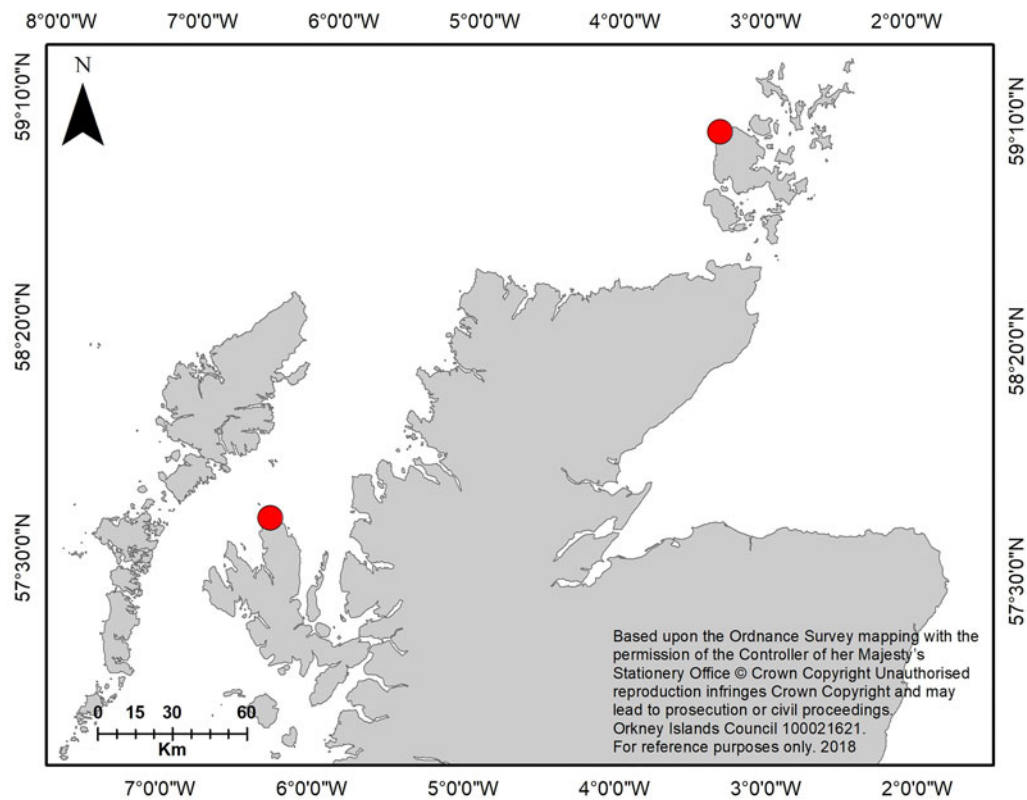 8°0'0"W 7°0'0"W 6°0'0"W 5°0'0"W 4°0'0"W 3°0'0"W 2°0'0"W
N
59°10'0"N
59°10'0"N
58°20'0"N
58°20'0"N
57°30'0"N
57°30'0"N
Based upon the Ordnance Survey mapping with the
permission of the Controller of her Majesty's
Stationery Office © Crown Copyright Unauthorised
reproduction infringes Crown Copyright and may
lead to prosecution or civil proceedings.
Orkney Islands Council 100021621.
For reference purposes only. 2018
0 15 30 60
Km
7°0'0"W 6°0'0"W 5°0'0"W 4°0'0"W 3°0'0"W 2°0'0"W